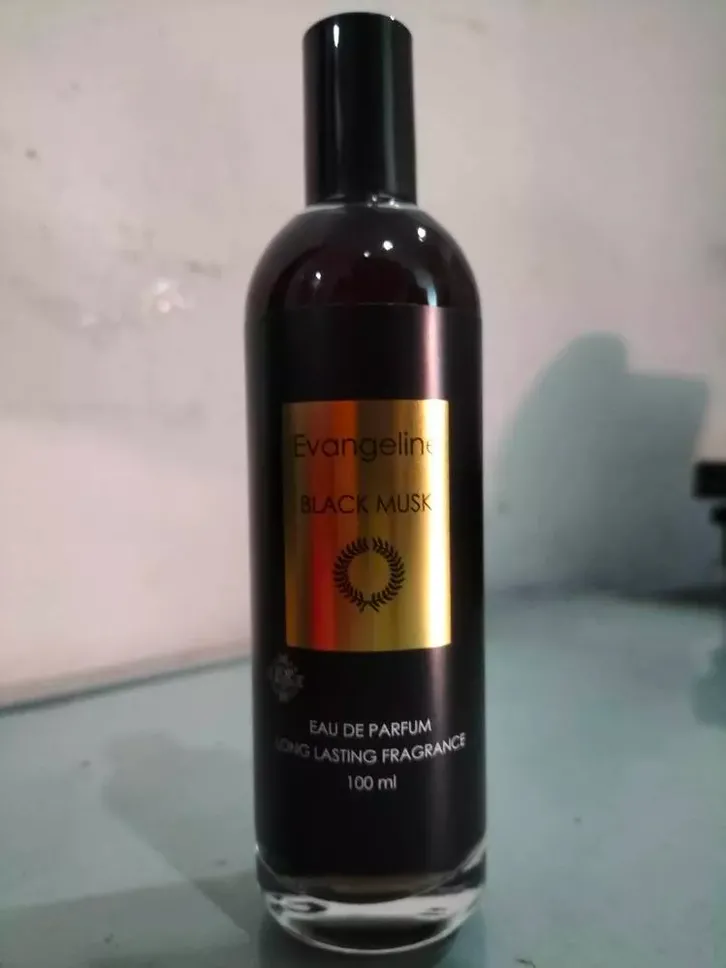 Evangeline
BLACK MUSK
EAU DE PARFUM
LONG LASTING FRAGRANCE
100 ml